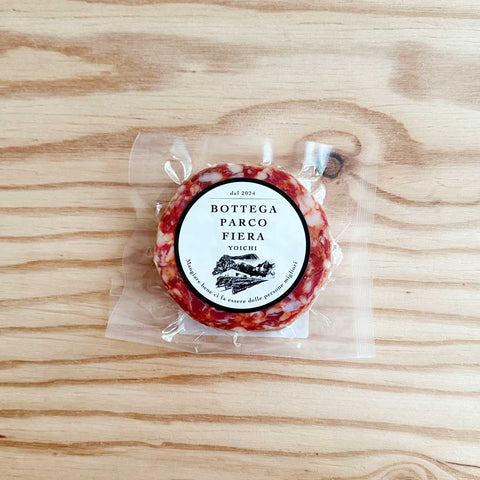 dal 2024
BOTTEGA
PARCO
FIERA
YOICHI
Mangiare bene ci fa essere delle persone migliori